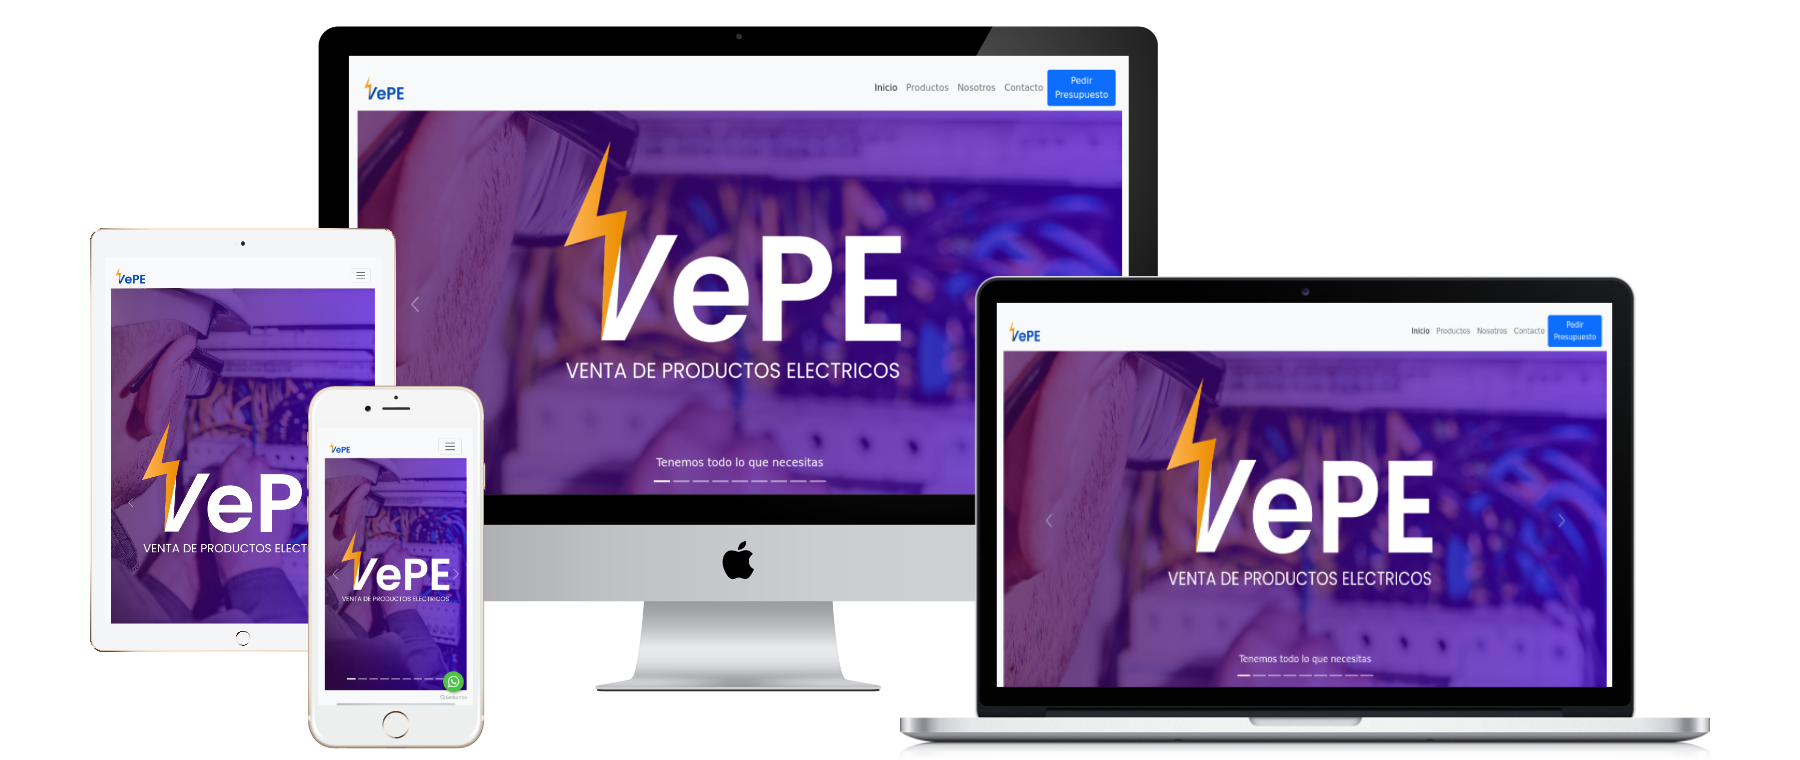 VePE
Inicio Productos Nosotros Contacto
Pedir
Presupuesto
VePE
VENTA DE PRODUCTOS ELECTRICOS
Tenemos todo lo que necesitas
VePE
VeP
VENTA DE PRODUCTOS ELECT
VePE
VePE
VENTA DE PRODUCTOS ELECTRICOS
VePE
Inicio Productos Nosotros Contacto
Pedir
Presupuesto
VePE
VENTA DE PRODUCTOS ELECTRICOS
Tenemos todo lo que necesitas